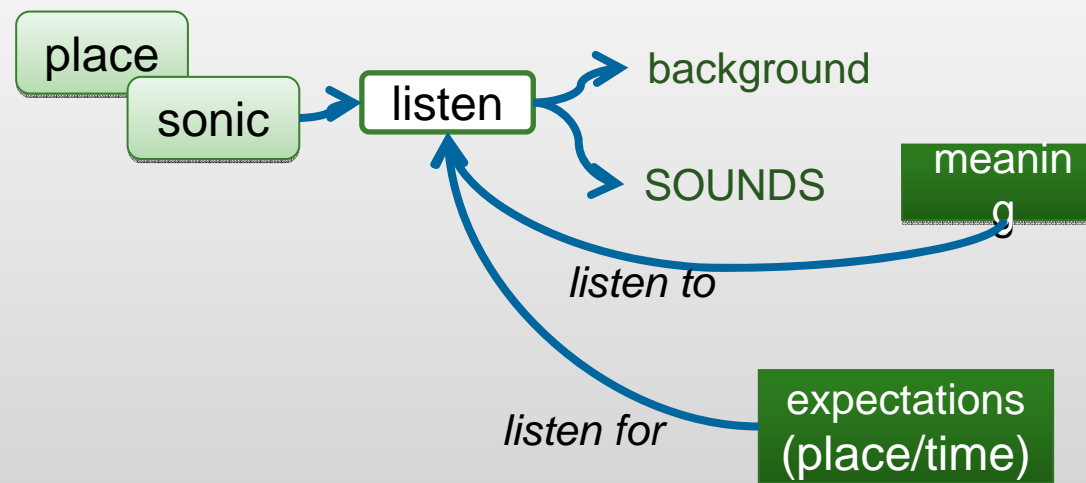 place
sonic
listen
background
SOUNDS
meanin
g
listen to
listen for
expectations
(place/time)